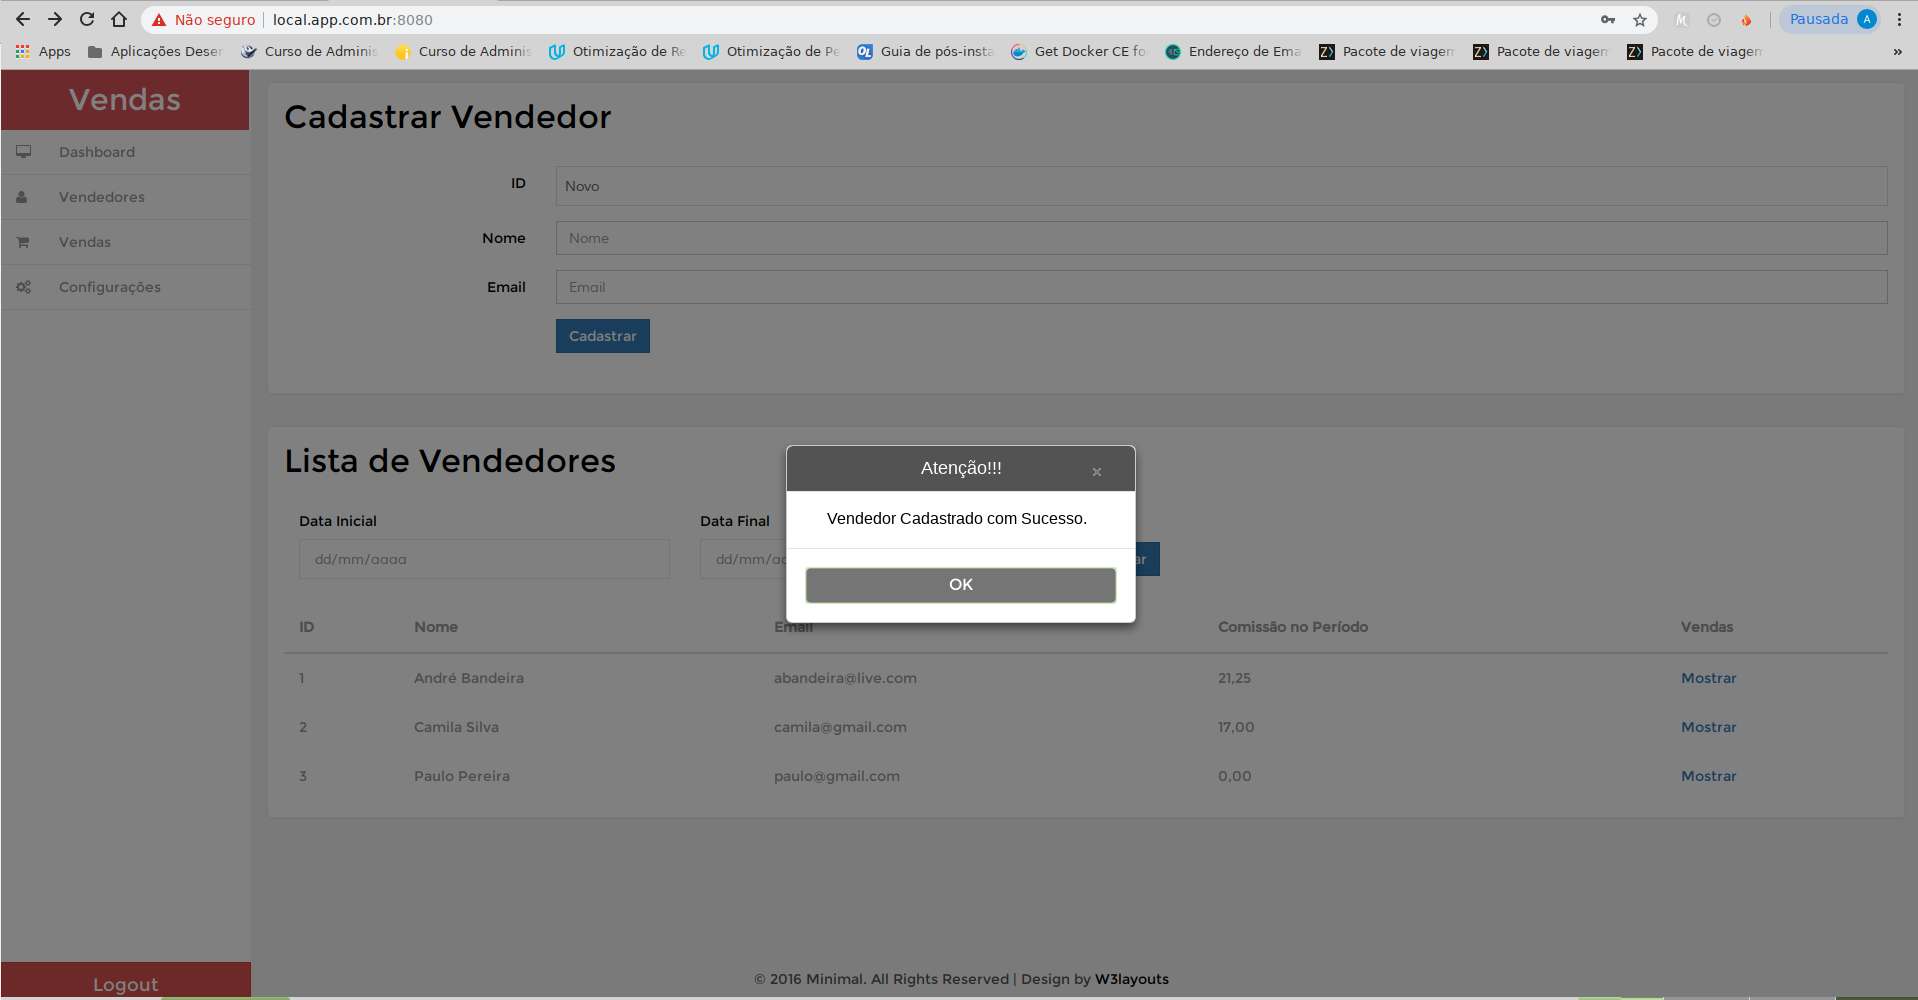 Não seguro local.app.com.br:8080 Pausada A
Apps Aplicações Deser Curso de Adminis Curso de Adminis Otimização de Re Otimização de Pe Guia de pós-insta Get Docker CE fo Endereço de Ema Pacote de viagem Pacote de viagem Pacote de viagem »
Vendas
Dashboard
Vendedores
Vendas
Configurações
Logout
Cadastrar Vendedor
ID Novo
Nome Nome
Email Email
Cadastrar
Lista de Vendedores
Data Inicial Data Final
dd/mm/aaaa dd/mm/aa ar
Atenção!!! ×
Vendedor Cadastrado com Sucesso.
OK
ID Nome Email Comissão no Período Vendas
1 André Bandeira abandeira@live.com 21,25 Mostrar
2 Camila Silva camila@gmail.com 17,00 Mostrar
3 Paulo Pereira paulo@gmail.com 0,00 Mostrar
© 2016 Minimal. All Rights Reserved | Design by W3layouts